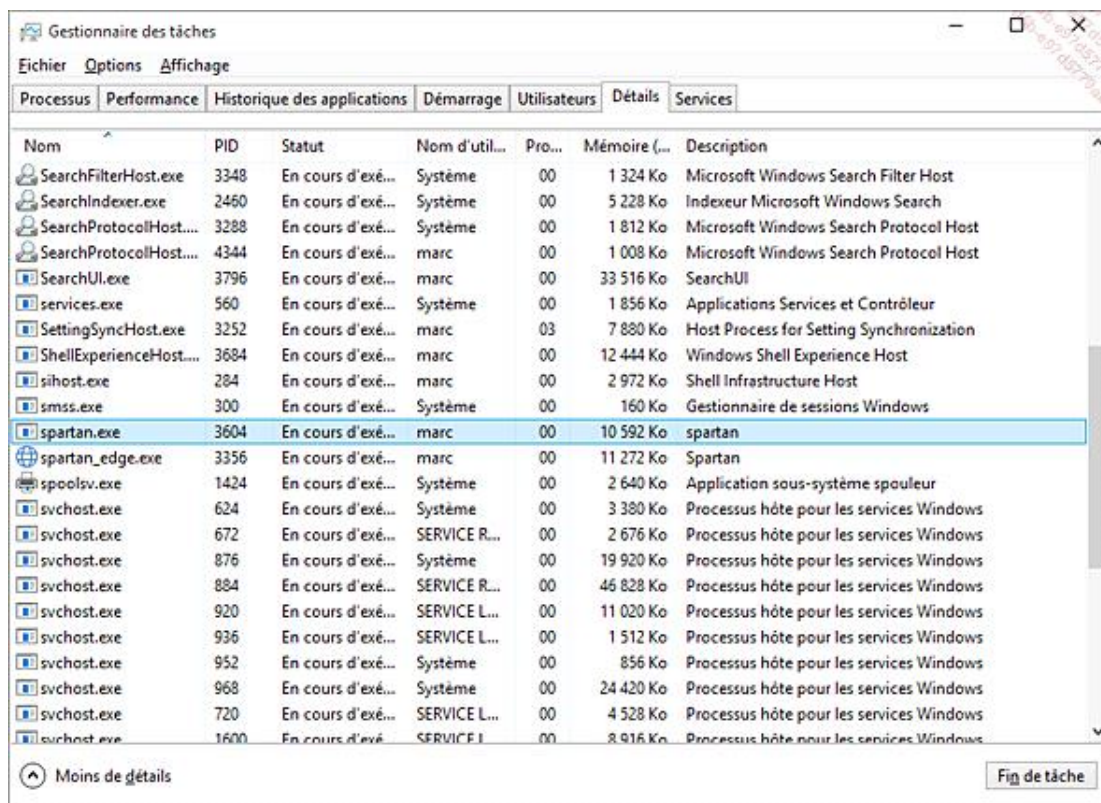 Gestionnaire des tâches
Fichier Options Affichage
Processus Performance Historique des applications Démarrage Utilisateurs Détails Services
Nom PID Statut Nom d'util... Pro... Mémoire (... Description
SearchFilterHost.exe 3348 En cours d'exé... Système 00 1 324 Ko Microsoft Windows Search Filter Host
SearchIndexer.exe 2460 En cours d'exé... Système 00 5 228 Ko Indexeur Microsoft Windows Search
SearchProtocolHost.... 3288 En cours d'exé... Système 00 1 812 Ko Microsoft Windows Search Protocol Host
SearchProtocolHost.... 4344 En cours d'exé... marc 00 1 008 Ko Microsoft Windows Search Protocol Host
SearchUI.exe 3796 En cours d'exé... marc 00 33 516 Ko SearchUI
services.exe 560 En cours d'exé... Système 00 1 856 Ko Applications Services et Contrôleur
SettingSyncHost.exe 3252 En cours d'exé... marc 03 7 880 Ko Host Process for Setting Synchronization
ShellExperienceHost.... 3684 En cours d'exé... marc 00 12 444 Ko Windows Shell Experience Host
sihost.exe 284 En cours d'exé... marc 00 2 972 Ko Shell Infrastructure Host
smss.exe 300 En cours d'exé... Système 00 160 Ko Gestionnaire de sessions Windows
spartan.exe 3604 En cours d'exé... marc 00 10 592 Ko spartan
spartan_edge.exe 3356 En cours d'exé... marc 00 11 272 Ko Spartan
spoolsv.exe 1424 En cours d'exé... Système 00 2 640 Ko Application sous-système spouleur
svchost.exe 624 En cours d'exé... Système 00 3 380 Ko Processus hôte pour les services Windows
svchost.exe 672 En cours d'exé... SERVICE R... 00 2 676 Ko Processus hôte pour les services Windows
svchost.exe 876 En cours d'exé... Système 00 19 920 Ko Processus hôte pour les services Windows
svchost.exe 884 En cours d'exé... SERVICE R... 00 46 828 Ko Processus hôte pour les services Windows
svchost.exe 920 En cours d'exé... SERVICE L... 00 11 020 Ko Processus hôte pour les services Windows
svchost.exe 936 En cours d'exé... SERVICE L... 00 1 512 Ko Processus hôte pour les services Windows
svchost.exe 952 En cours d'exé... Système 00 856 Ko Processus hôte pour les services Windows
svchost.exe 968 En cours d'exé... Système 00 24 420 Ko Processus hôte pour les services Windows
svchost.exe 720 En cours d'exé... SERVICE L... 00 4 528 Ko Processus hôte pour les services Windows
svchost.exe 1600 En cours d'exé... SERVICE L... 00 8 916 Ko Processus hôte pour les services Windows
Moins de détails Fin de tâche